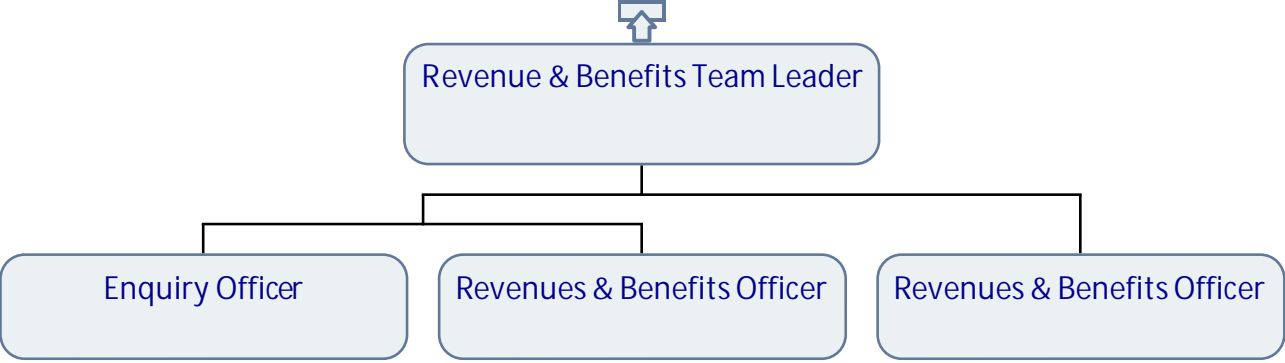 Revenue & Benefits Team Leader
Enquiry Officer
Revenues & Benefits Officer
Revenues & Benefits Officer